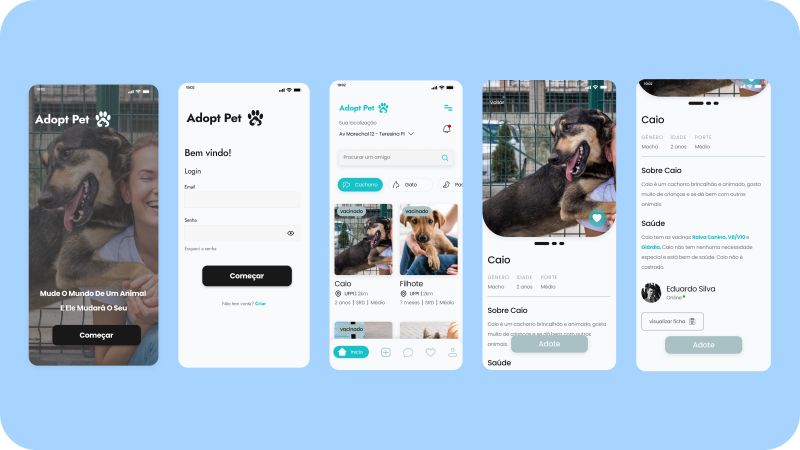 19:02
Adopt Pet
Mude O Mundo De Um Animal
E Ele Mudará O Seu
Começar
19:02
Adopt Pet
Bem vindo!
Login
Email
Senha
Esqueci a senha
Começar
Não tem conta? Criar
19:02
Adopt Pet
Sua localização
Av Marechal 12 - Teresina PI
Procurar um amigo
Cachorro
Gato
vacinado
Caio
UFPI | 2km
2 anos | SRD | Médio
Filhote
UFPI | 2km
7 meses | SRD | Médio
vacinado
Início
Voltar
Caio
GÊNERO IDADE PORTE
Macho 2 anos Médio
Sobre Caio
Caio é um cachorro brincalhão e animado, gosta
muito de crianças e se dá bem com outros
animais.
Adote
Saúde
19:02
Caio
GÊNERO IDADE PORTE
Macho 2 anos Médio
Sobre Caio
Caio é um cachorro brincalhão e animado, gosta
muito de crianças e se dá bem com outros
animais.
Saúde
Caio tem as vacinas Raiva Canina, V8/V10 e
Giárdia, Caio não tem nenhuma necessidade
especial e está bem de saúde. Caio não é
castrado.
Eduardo Silva
Online
visualizar ficha
Adote